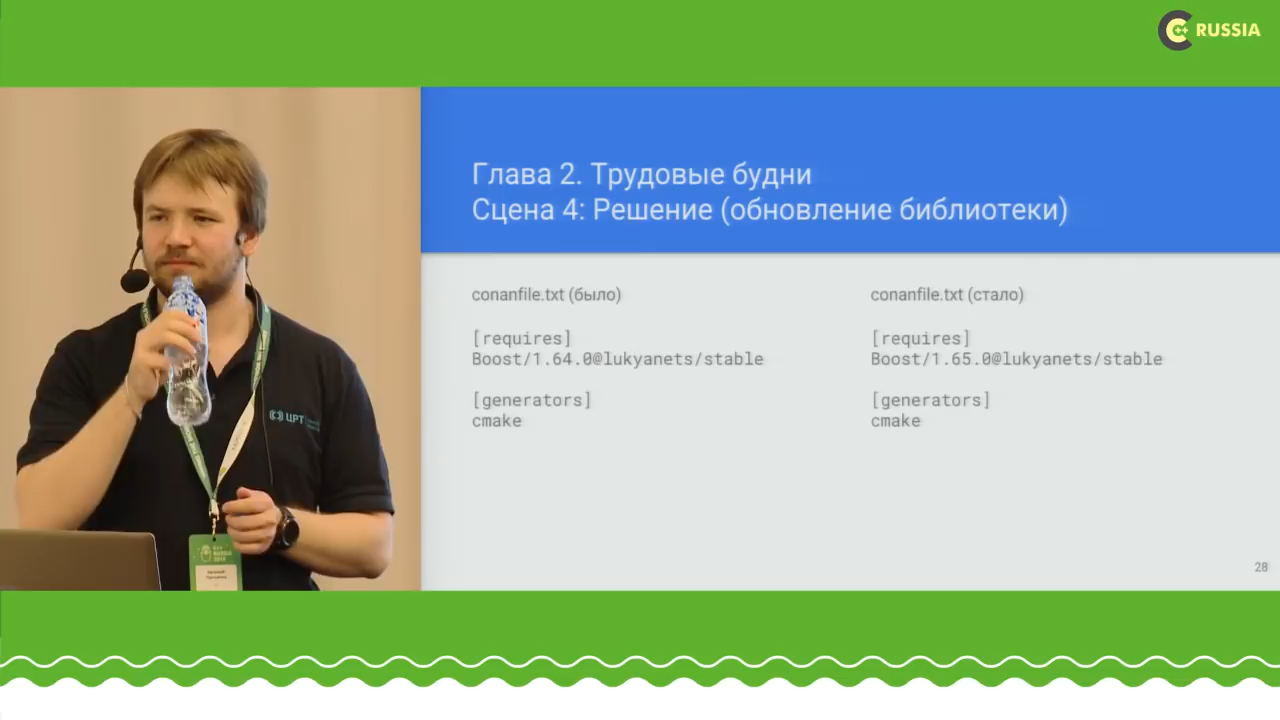 C++ RUSSIA
Глава 2. Трудовые будни
Сцена 4: Решение (обновление библиотеки)
conanfile.txt (было)
[requires]
Boost/1.64.0@lukyanets/stable
[generators]
cmake
conanfile.txt (стало)
[requires]
Boost/1.65.0@lukyanets/stable
[generators]
cmake
28
ЦРТ